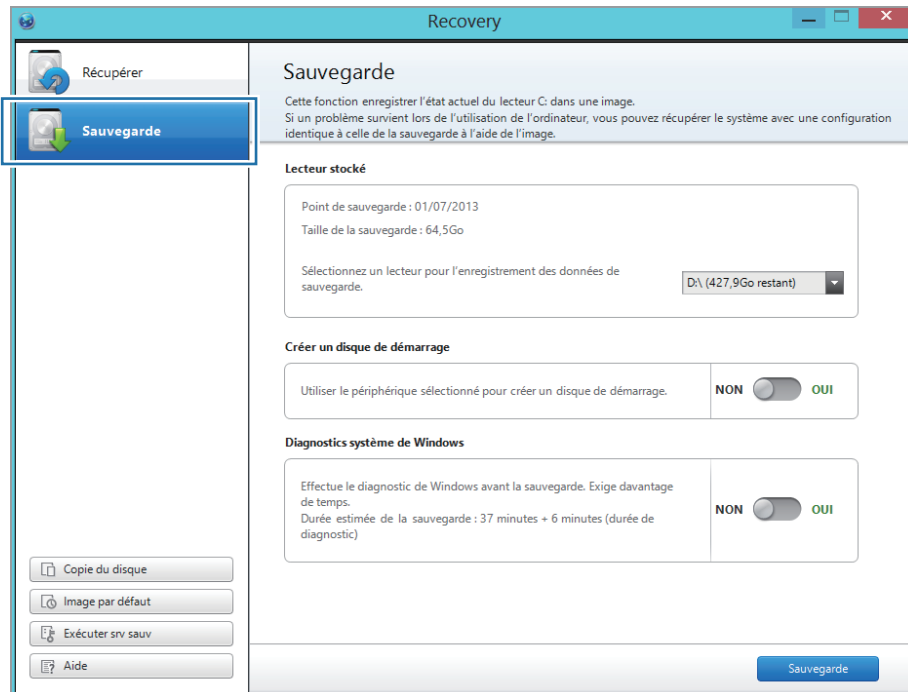 Recovery
Récupérer
Sauvegarde
Sauvegarde
Cette fonction enregistrer l'état actuel du lecteur C: dans une image.
Si un problème survient lors de l'utilisation de l'ordinateur, vous pouvez récupérer le système avec une configuration
identique à celle de la sauvegarde à l'aide de l'image.
Lecteur stocké
Point de sauvegarde : 01/07/2013
Taille de la sauvegarde : 64,5Go
Sélectionnez un lecteur pour l'enregistrement des données de
sauvegarde.
D:\ (427,9Go restant)
Créer un disque de démarrage
Utiliser le périphérique sélectionné pour créer un disque de démarrage.
NON OUI
Diagnostics système de Windows
Effectue le diagnostic de Windows avant la sauvegarde. Exige davantage
de temps.
Durée estimée de la sauvegarde : 37 minutes + 6 minutes (durée de
diagnostic)
NON OUI
Copie du disque
Image par défaut
Exécuter srv sauv
Aide
Sauvegarde